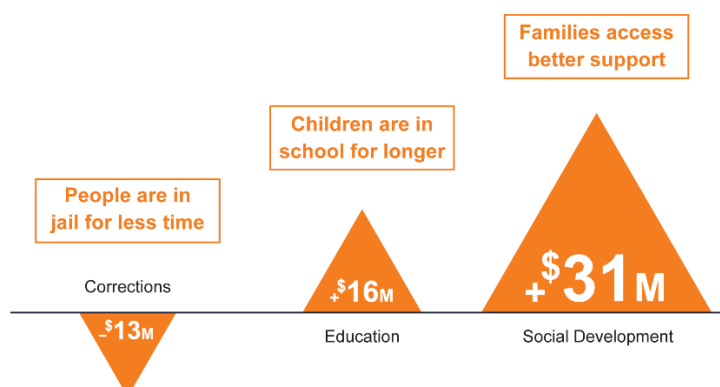 Families access
better support
Children are in
school for longer
People are in
jail for less time
Corrections
–$13M
+$16M
+$31M
Education
Social Development